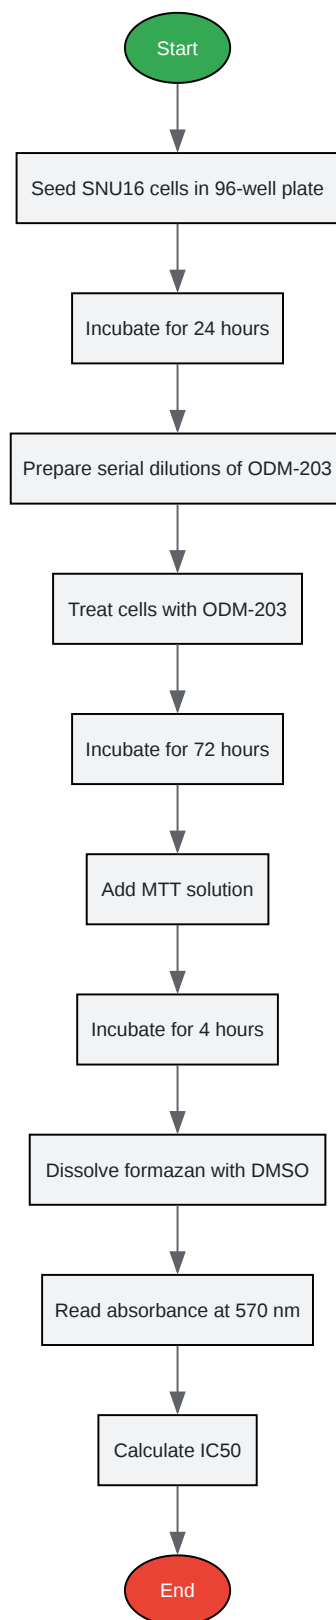 Start
Seed SNU16 cells in 96-well plate
Incubate for 24 hours
Prepare serial dilutions of ODM-203
Treat cells with ODM-203
Incubate for 72 hours
Add MTT solution
Incubate for 4 hours
Dissolve formazan with DMSO
Read absorbance at 570 nm
Calculate IC50
End